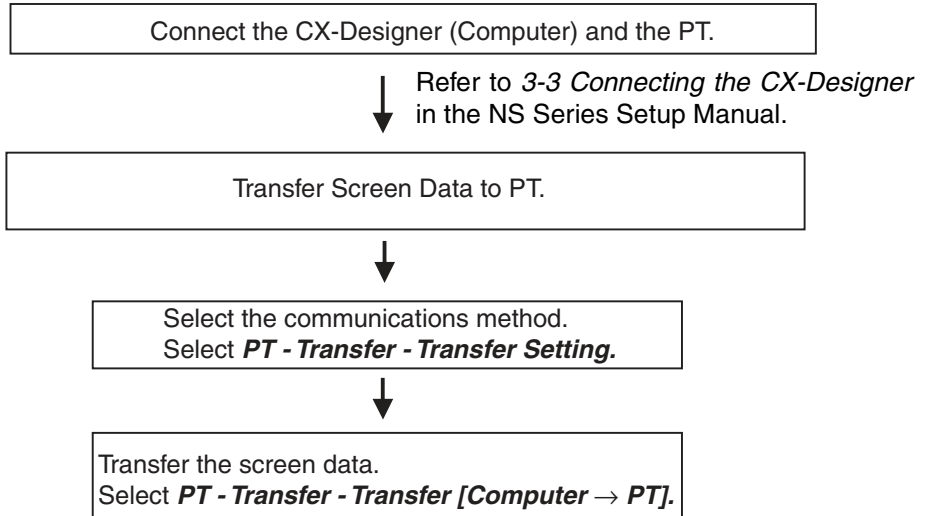 Connect the CX-Designer (Computer) and the PT.
Refer to 3-3 Connecting the CX-Designer
in the NS Series Setup Manual.
Transfer Screen Data to PT.
Select the communications method.
Select PT - Transfer - Transfer Setting.
Transfer the screen data.
Select PT - Transfer - Transfer [Computer → PT].